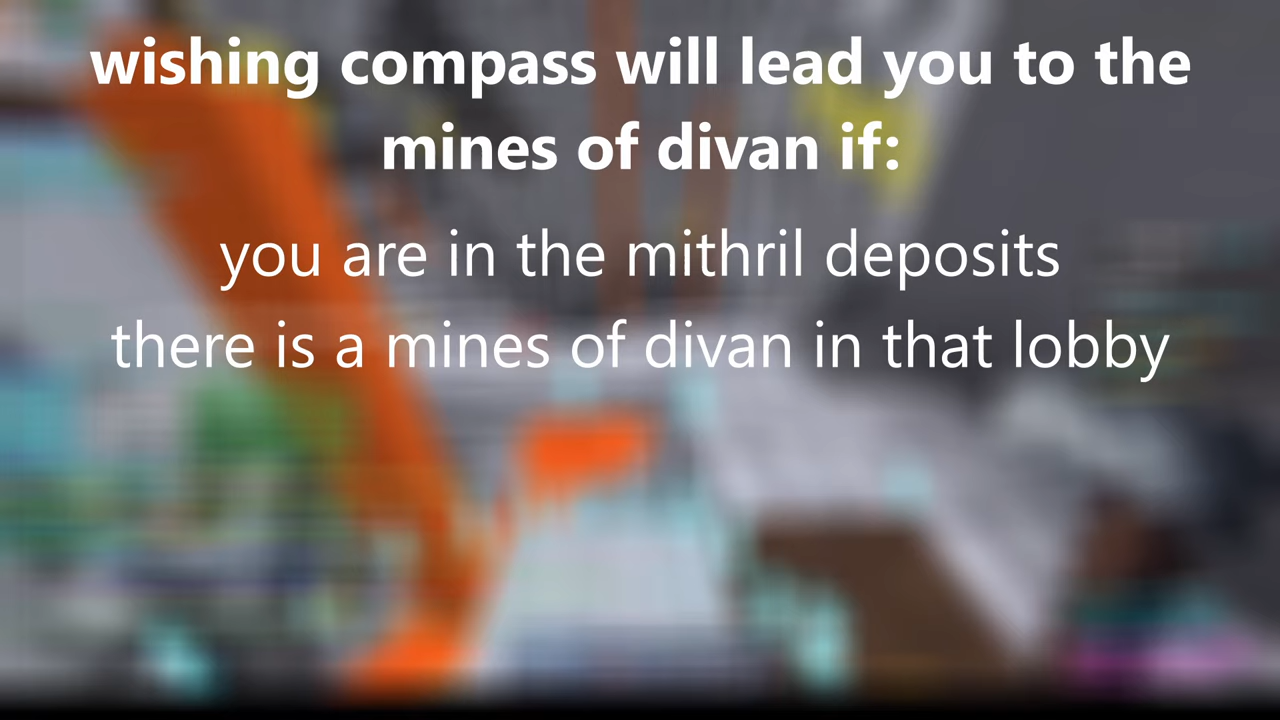 wishing compass will lead you to the
mines of divan if:
you are in the mithril deposits
there is a mines of divan in that lobby